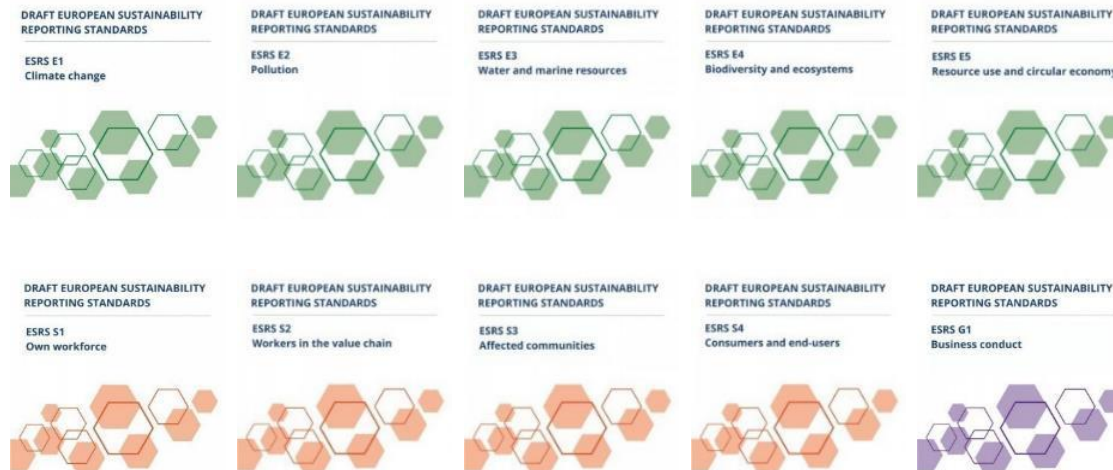 DRAFT EUROPEAN SUSTAINABILITY
REPORTING STANDARDS
ESRS E1
Climate change
DRAFT EUROPEAN SUSTAINABILITY
REPORTING STANDARDS
ESRS E2
Pollution
DRAFT EUROPEAN SUSTAINABILITY
REPORTING STANDARDS
ESRS E3
Water and marine resources
DRAFT EUROPEAN SUSTAINABILITY
REPORTING STANDARDS
ESRS E4
Biodiversity and ecosystems
DRAFT EUROPEAN SUSTAINABILITY
REPORTING STANDARDS
ESRS E5
Resource use and circular economy
DRAFT EUROPEAN SUSTAINABILITY
REPORTING STANDARDS
ESRS S1
Own workforce
DRAFT EUROPEAN SUSTAINABILITY
REPORTING STANDARDS
ESRS S2
Workers in the value chain
DRAFT EUROPEAN SUSTAINABILITY
REPORTING STANDARDS
ESRS S3
Affected communities
DRAFT EUROPEAN SUSTAINABILITY
REPORTING STANDARDS
ESRS S4
Consumers and end-users
DRAFT EUROPEAN SUSTAINABILITY
REPORTING STANDARDS
ESRS G1
Business conduct